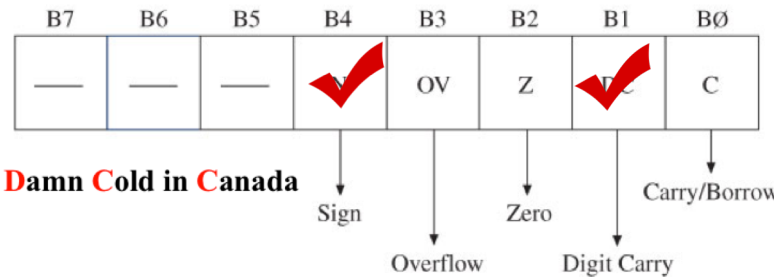 B7 B6 B5 B4 B3 B2 B1 BØ
OV Z C
Damn Cold in Canada
Sign
Zero
Carry/Borrow
Overflow
Digit Carry